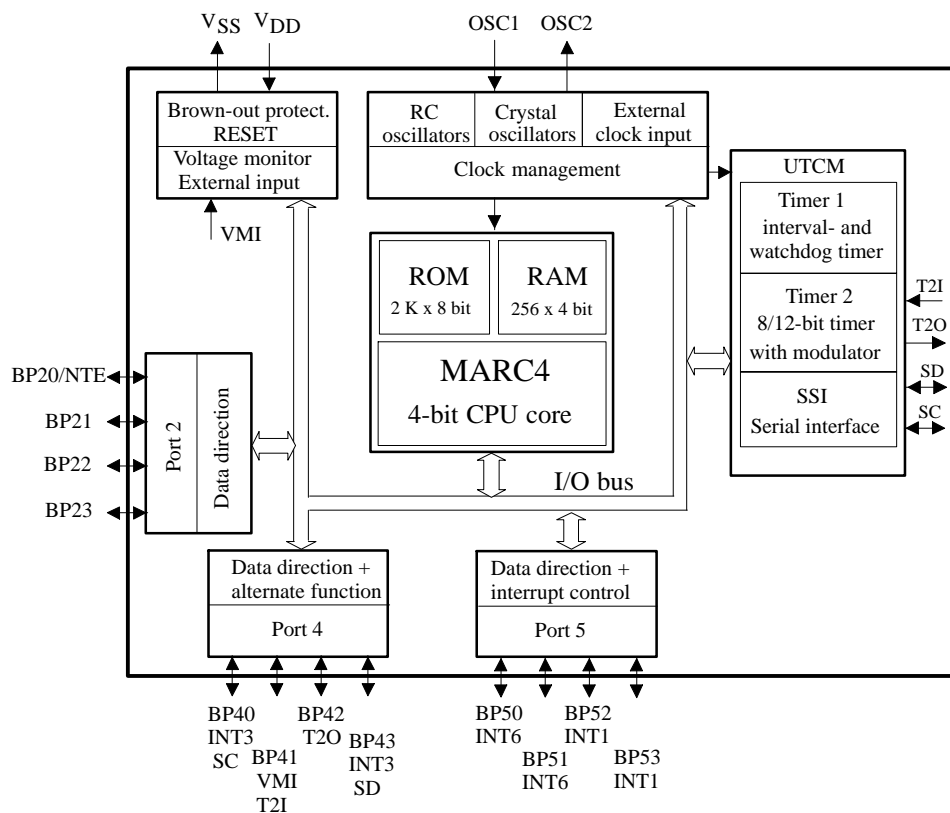 VSS
VDD
OSC1
OSC2
Brown-out protect.
RESET
Voltage monitor
External input
VMI
RC
oscillators
Crystal
oscillators
External
clock input
Clock management
UTCM
Timer 1
interval- and
watchdog timer
Timer 2
8/12-bit timer
with modulator
SSI
Serial interface
T2I
T2O
SD
SC
ROM
2 K x 8 bit
RAM
256 x 4 bit
MARC4
4-bit CPU core
I/O bus
BP20/NTE
BP21
BP22
BP23
Port 2
Data direction
Data direction +
alternate function
Port 4
Data direction +
interrupt control
Port 5
BP40
INT3
SC
BP41
VMI
T2I
BP42
T2O
BP43
INT3
SD
BP50
INT6
BP51
INT6
BP52
INT1
BP53
INT1